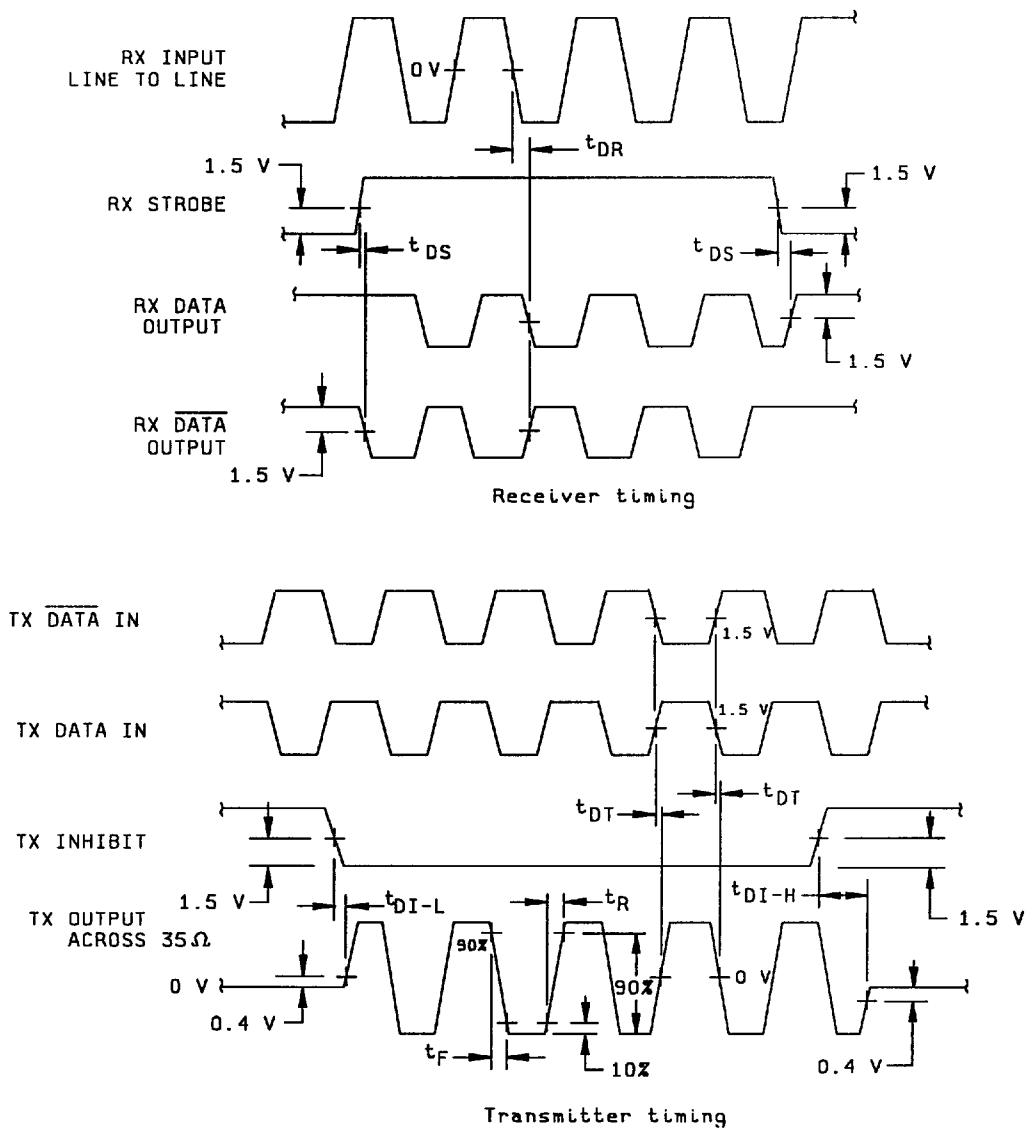 RX INPUT
LINE TO LINE
0 V
tDR
1.5 V
1.5 V
RX STROBE
tDS
tDS
RX DATA
OUTPUT
1.5 V
RX D̅A̅T̅A̅
OUTPUT
1.5 V
Receiver timing
TX D̅A̅T̅A̅ IN
1.5 V
1.5 V
TX DATA IN
tDT
tDT
TX INHIBIT
1.5 V
tDI-L
tR
tDI-H
1.5 V
TX OUTPUT
ACROSS 35Ω
90%
90%
0 V
0 V
0.4 V
tF
10%
0.4 V
Transmitter timing